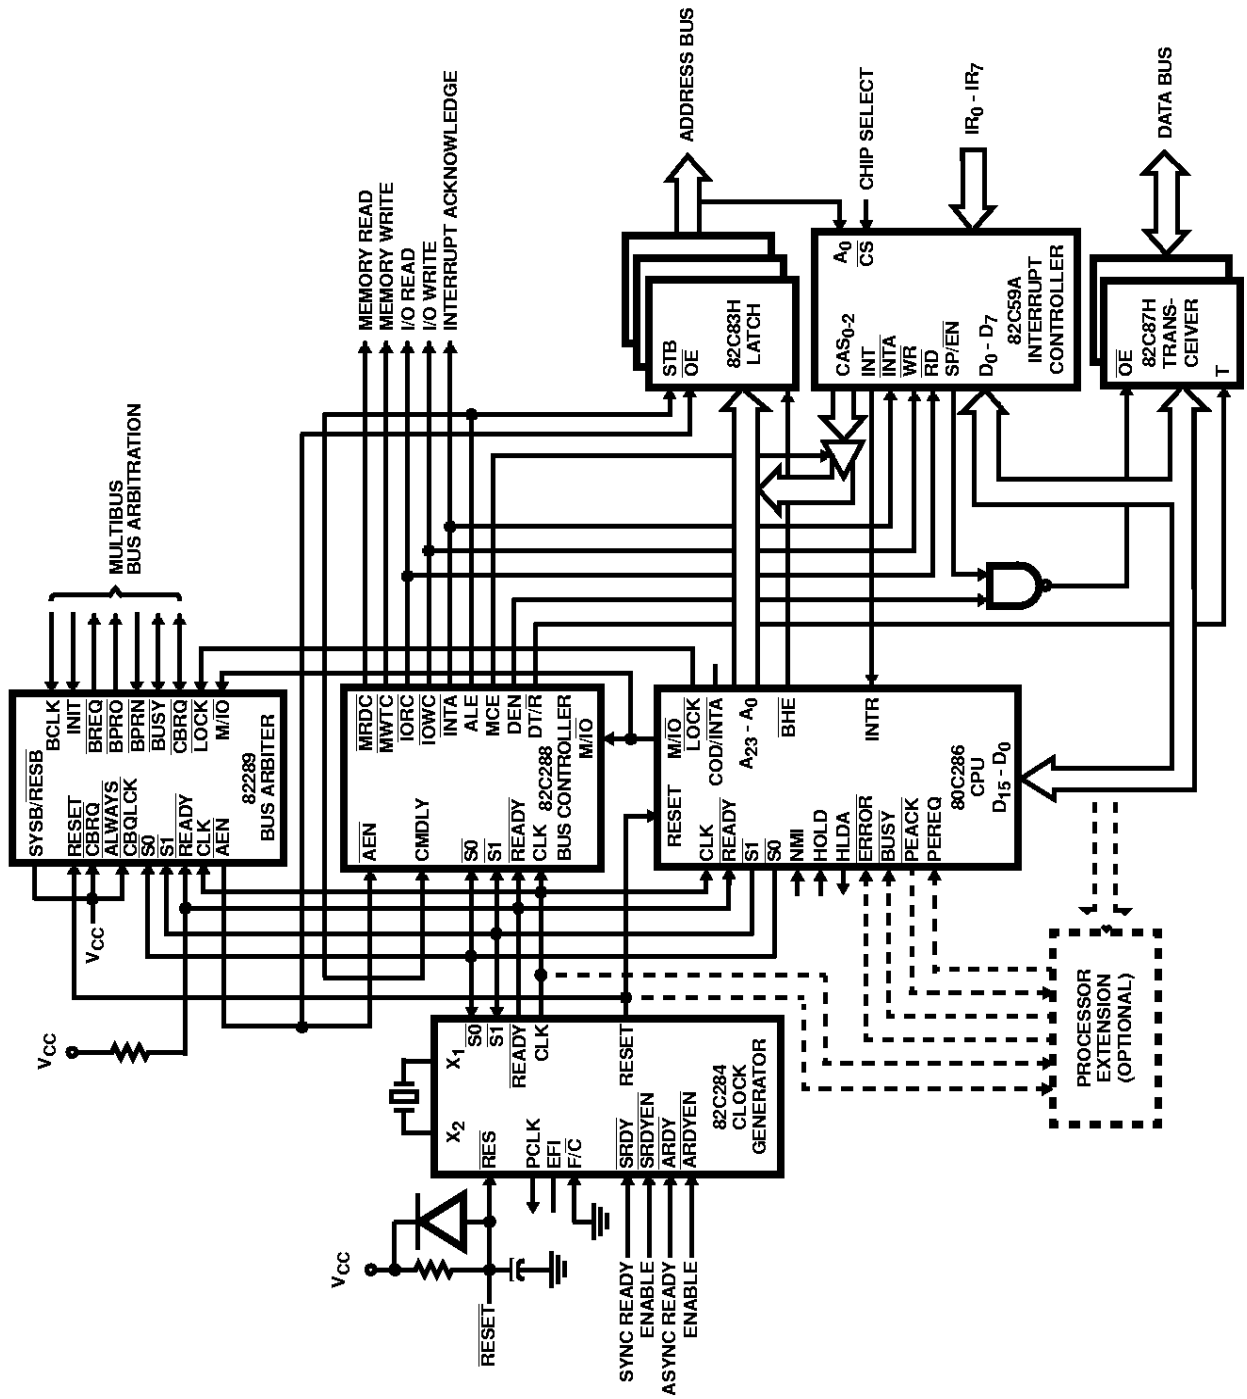 MULTIBUS
BUS ARBITRATION
MEMORY READ
MEMORY WRITE
I/O READ
I/O WRITE
INTERRUPT ACKNOWLEDGE
ADDRESS BUS
CHIP SELECT
IR0 - IR7
DATA BUS
BCLK
INIT
BREQ
BPRO
BPRN
BUSY
CBRQ
LOCK
M/IO
82289
BUS ARBITER
SYSB/RESB
RESET
CBRQ
ALWAYS
CBQLCK
S0
S1
READY
CLK
AEN
VCC
VCC
MRDC
MWTC
IORC
IOWC
INTA
ALE
MCE
DEN
DT/R
M/IO
82C288
BUS CONTROLLER
AEN
CMDLY
S0
S1
READY
CLK
STB
OE
82C83H
LATCH
A0
CS
CAS0-2
INT
INTA
WR
RD
SP/EN
D0 - D7
82C59A
INTERRUPT
CONTROLLER
OE
82C87H
TRANS-
CEIVER
T
M/IO
LOCK
COD/INTA
A23 - A0
BHE
INTR
80C286
CPU
D15 - D0
RESET
CLK
READY
S1
S0
NMI
HOLD
HLDA
ERROR
BUSY
PEACK
PEREQ
PROCESSOR
EXTENSION
(OPTIONAL)
X1
X2
S0
S1
READY
CLK
RESET
82C284
CLOCK
GENERATOR
RES
PCLK
EFI
F/C
SRDY
SRDYEN
ARDY
ARDYEN
VCC
RESET
SYNC READY
ENABLE
ASYNC READY
ENABLE